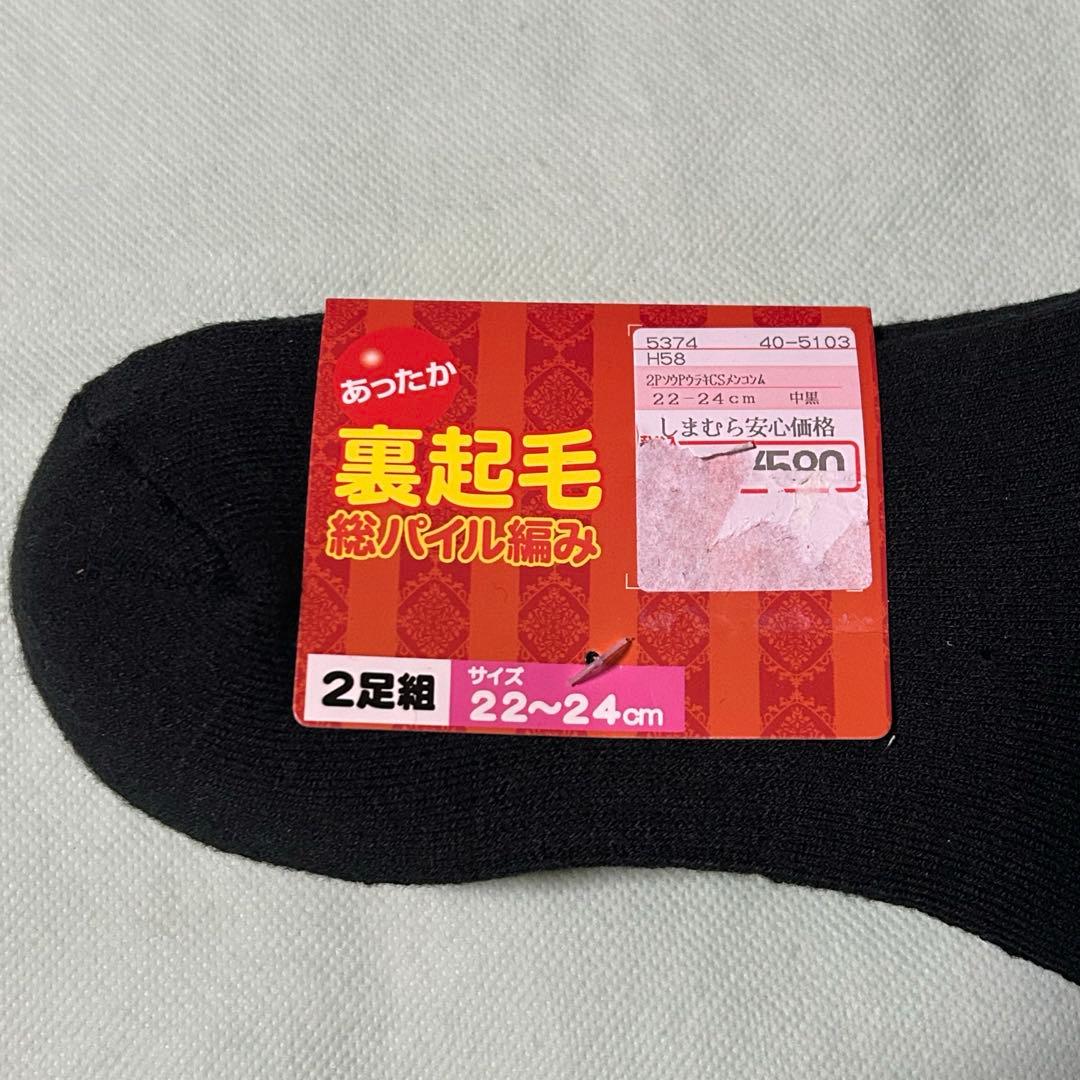 あったか
裏起毛
総パイル編み
2足組
サイズ
22〜24cm
5374 40-5103
H58
2PソウPウラキCSメンコンム
22-24cm 中黒
しまむら安心価格
¥580